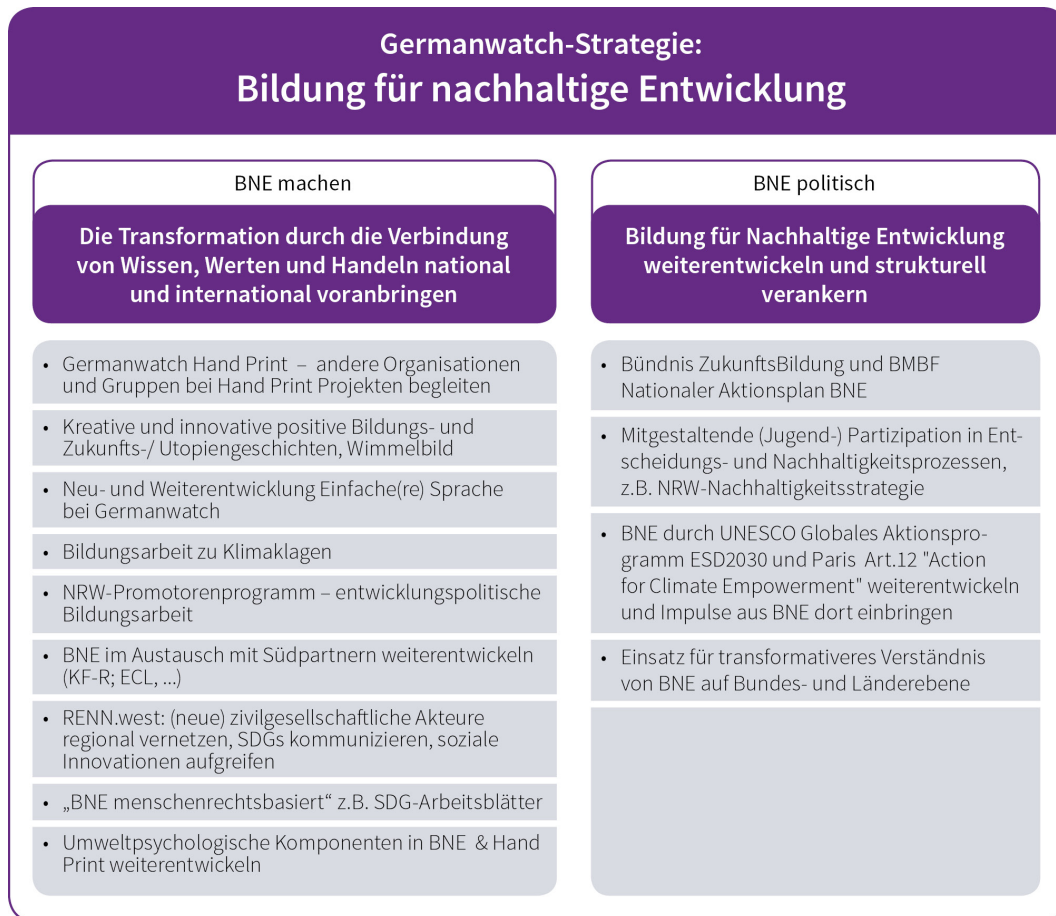 Germanwatch-Strategie:
Bildung für nachhaltige Entwicklung
BNE machen
Die Transformation durch die Verbindung
von Wissen, Werten und Handeln national
und international voranbringen
• Germanwatch Hand Print – andere Organisationen
und Gruppen bei Hand Print Projekten begleiten
• Kreative und innovative positive Bildungs- und
Zukunfts-/ Utopiengeschichten, Wimmelbild
• Neu- und Weiterentwicklung Einfache(re) Sprache
bei Germanwatch
• Bildungsarbeit zu Klimaklagen
• NRW-Promotorenprogramm – entwicklungspolitische
Bildungsarbeit
• BNE im Austausch mit Südpartnern weiterentwickeln
(KF-R; ECL, ...)
• RENN.west: (neue) zivilgesellschaftliche Akteure
regional vernetzen, SDGs kommunizieren, soziale
Innovationen aufgreifen
• „BNE menschenrechtsbasiert“ z.B. SDG-Arbeitsblätter
• Umweltpsychologische Komponenten in BNE & Hand
Print weiterentwickeln
BNE politisch
Bildung für Nachhaltige Entwicklung
weiterentwickeln und strukturell
verankern
• Bündnis ZukunftsBildung und BMBF
Nationaler Aktionsplan BNE
• Mitgestaltende (Jugend-) Partizipation in Ent-
scheidungs- und Nachhaltigkeitsprozessen,
z.B. NRW-Nachhaltigkeitsstrategie
• BNE durch UNESCO Globales Aktionspro-
gramm ESD2030 und Paris Art.12 "Action
for Climate Empowerment" weiterentwickeln
und Impulse aus BNE dort einbringen
• Einsatz für transformativeres Verständnis
von BNE auf Bundes- und Länderebene